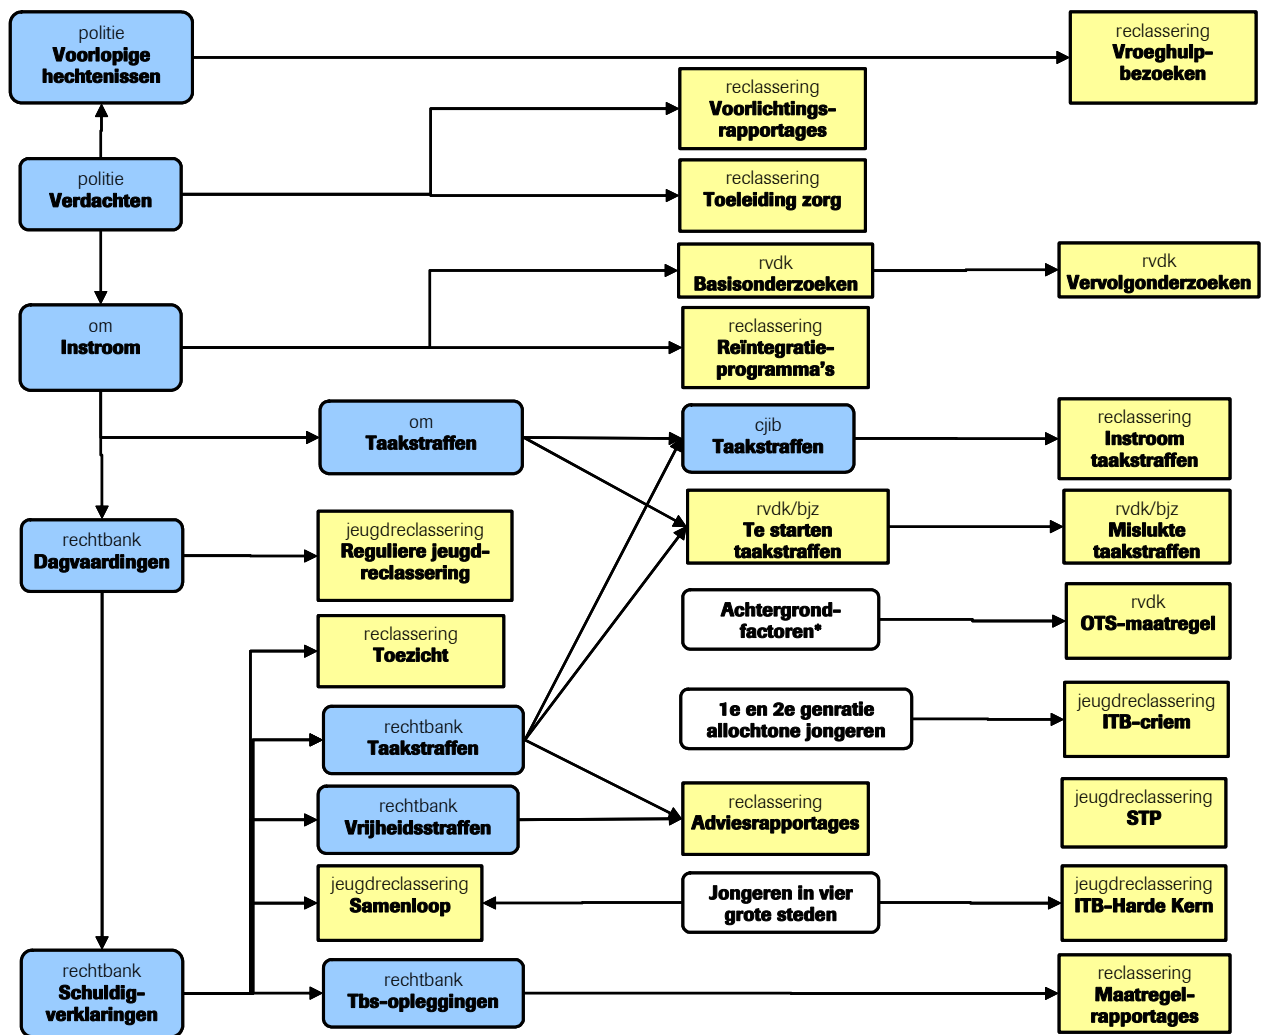 politie
Voorlopige
hechtenissen
reclassering
Vroeghulp-
bezoeken
reclassering
Voorlichtings-
rapportages
politie
Verdachten
reclassering
Toeleiding zorg
rvdk
Basisonderzoeken
rvdk
Vervolgonderzoeken
om
Instroom
reclassering
Reïntegratie-
programma's
om
Taakstraffen
cjib
Taakstraffen
reclassering
Instroom
taakstraffen
rechtbank
Dagvaardingen
jeugdreclassering
Reguliere jeugd-
reclassering
rvdk/bjz
Te starten
taakstraffen
rvdk/bjz
Mislukte
taakstraffen
Achtergrond-
factoren*
rvdk
OTS-maatregel
reclassering
Toezicht
rechtbank
Taakstraffen
1e en 2e genratie
allochtone jongeren
jeugdreclassering
ITB-criem
rechtbank
Vrijheidsstraffen
reclassering
Adviesrapportages
jeugdreclassering
STP
jeugdreclassering
Samenloop
Jongeren in vier
grote steden
jeugdreclassering
ITB-Harde Kern
rechtbank
Schuldig-
verklaringen
rechtbank
Tbs-opleggingen
reclassering
Maatregel-
rapportages